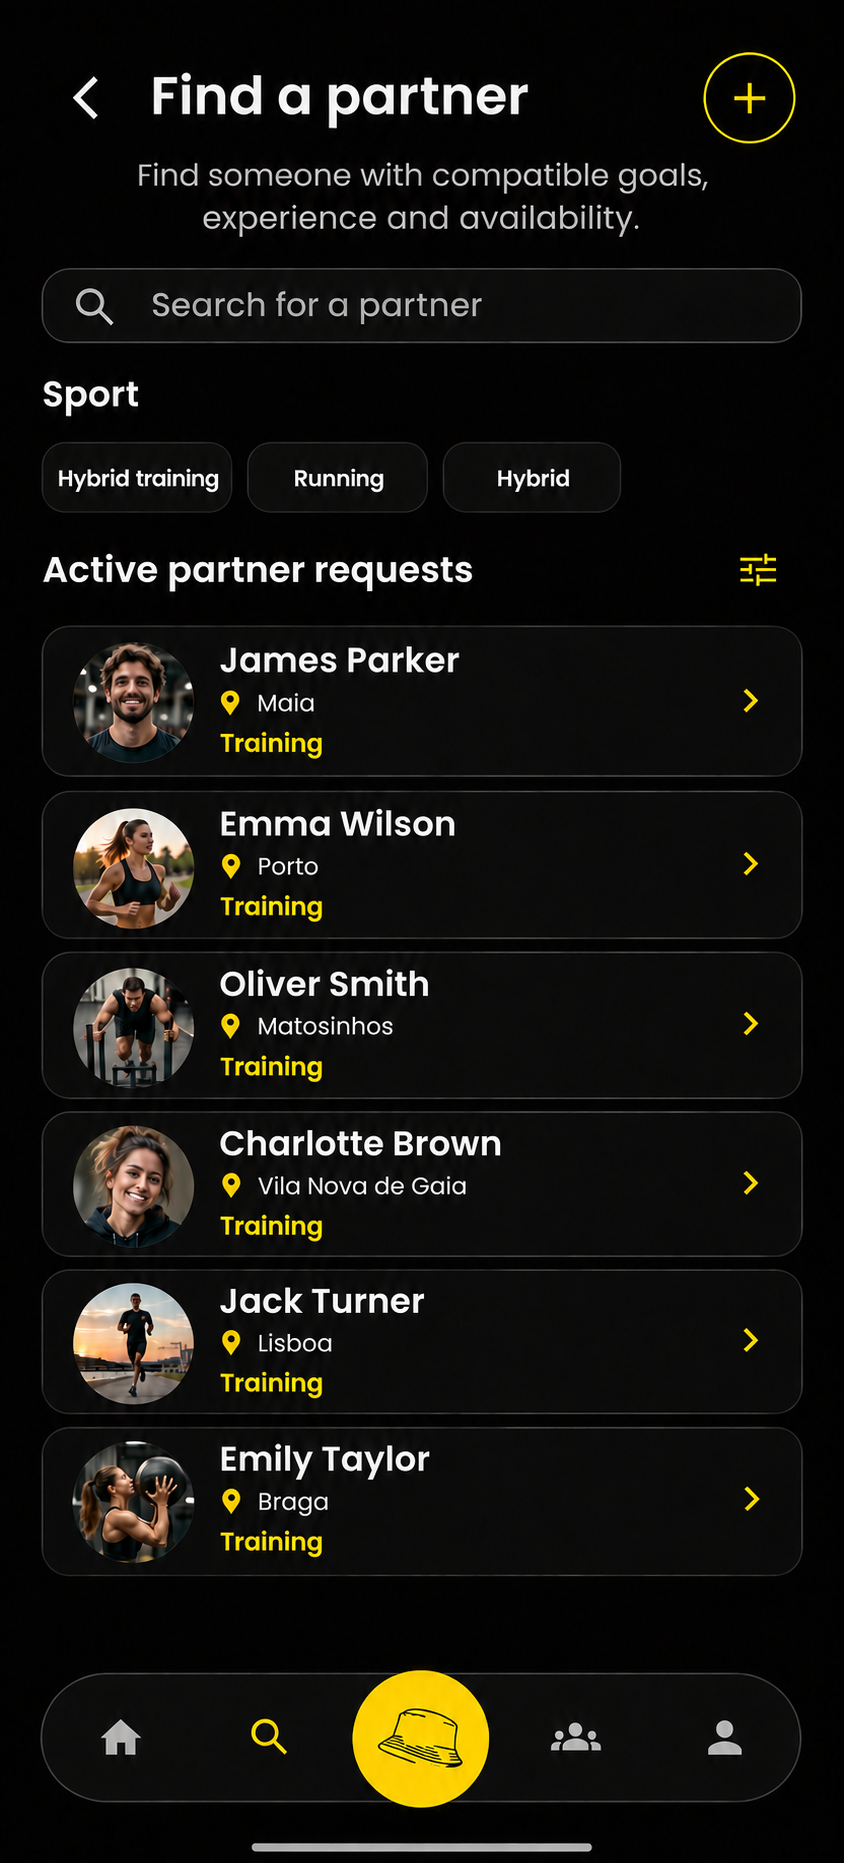 Find a partner
Find someone with compatible goals,
experience and availability.
Search for a partner
Sport
Hybrid training
Running
Hybrid
Active partner requests
James Parker
Maia
Training
Emma Wilson
Porto
Training
Oliver Smith
Matosinhos
Training
Charlotte Brown
Vila Nova de Gaia
Training
Jack Turner
Lisboa
Training
Emily Taylor
Braga
Training